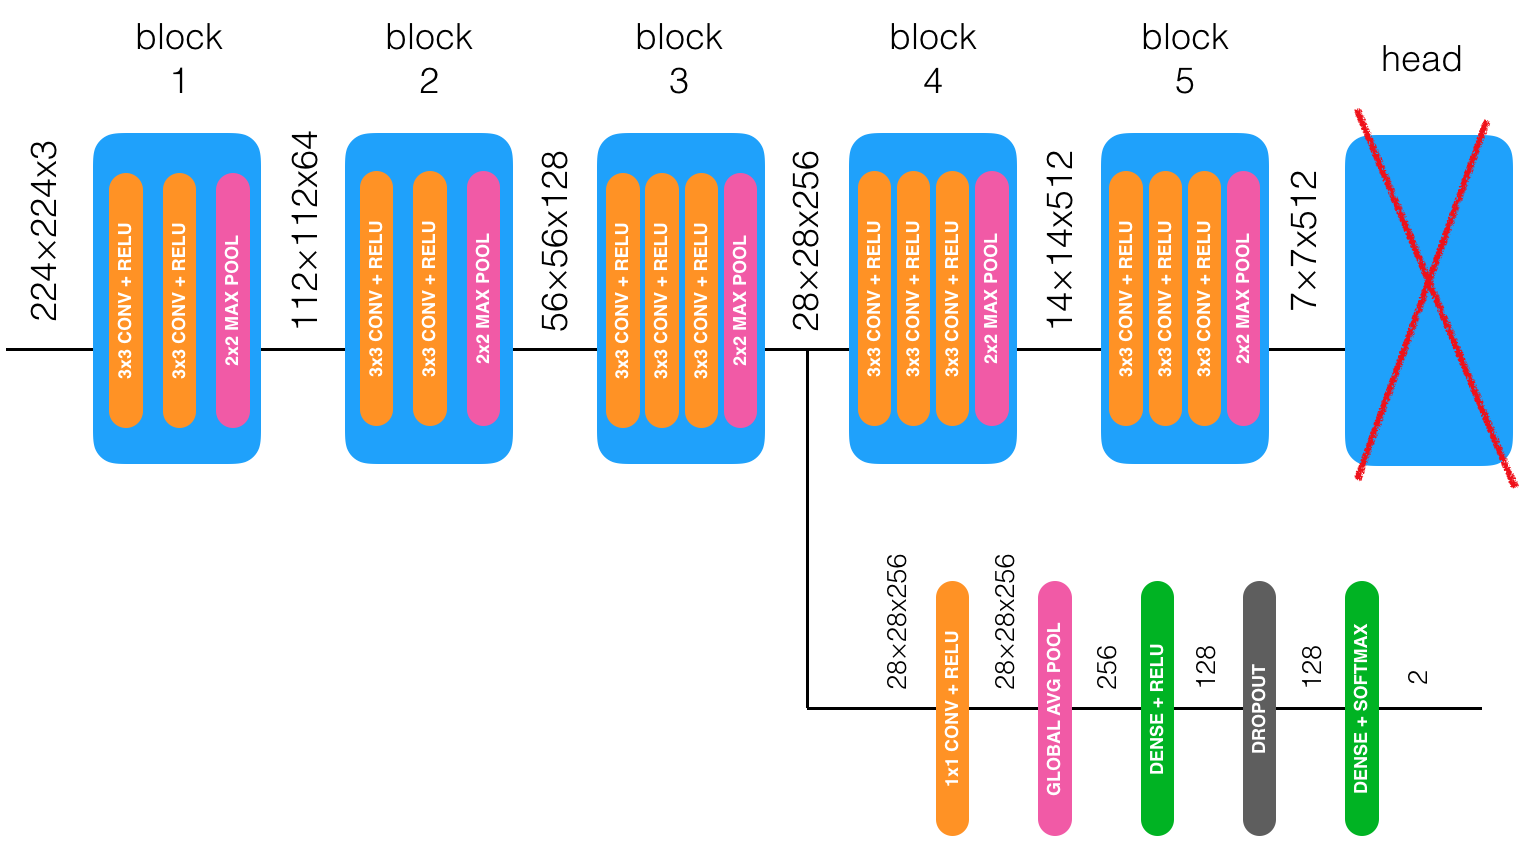 block
1
block
2
block
3
block
4
block
5
head
224×224x3
3x3 CONV + RELU
3x3 CONV + RELU
2x2 MAX POOL
112×112x64
3x3 CONV + RELU
3x3 CONV + RELU
2x2 MAX POOL
56×56x128
3x3 CONV + RELU
3x3 CONV + RELU
3x3 CONV + RELU
2x2 MAX POOL
28×28x256
3x3 CONV + RELU
3x3 CONV + RELU
3x3 CONV + RELU
2x2 MAX POOL
14×14x512
3x3 CONV + RELU
3x3 CONV + RELU
3x3 CONV + RELU
2x2 MAX POOL
7×7x512
28×28x256
1x1 CONV + RELU
28×28x256
GLOBAL AVG POOL
256
DENSE + RELU
128
DROPOUT
128
DENSE + SOFTMAX
2